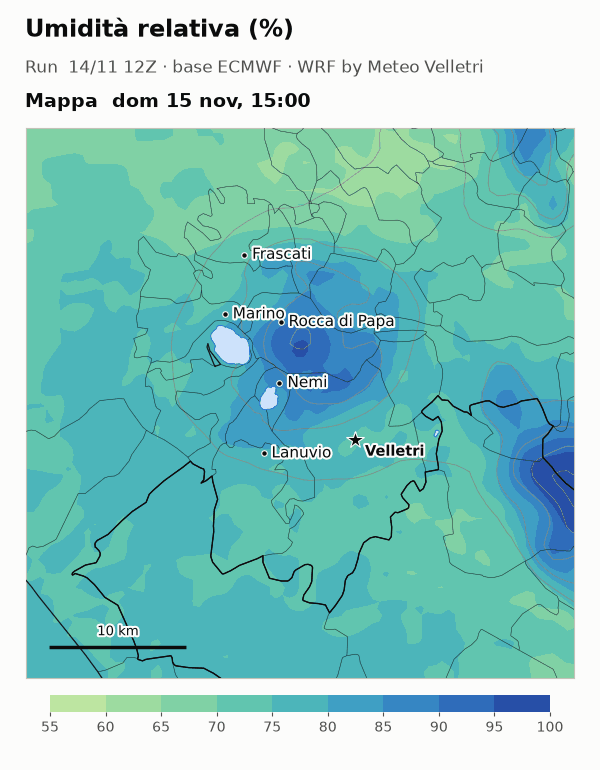 Umidità relativa (%)
Run  14/11 12Z · base ECMWF · WRF by Meteo Velletri
Mappa  dom 15 nov, 15:00
Frascati
Marino
Rocca di Papa
Nemi
Velletri
Lanuvio
10 km
55 60 65 70 75 80 85 90 95 100